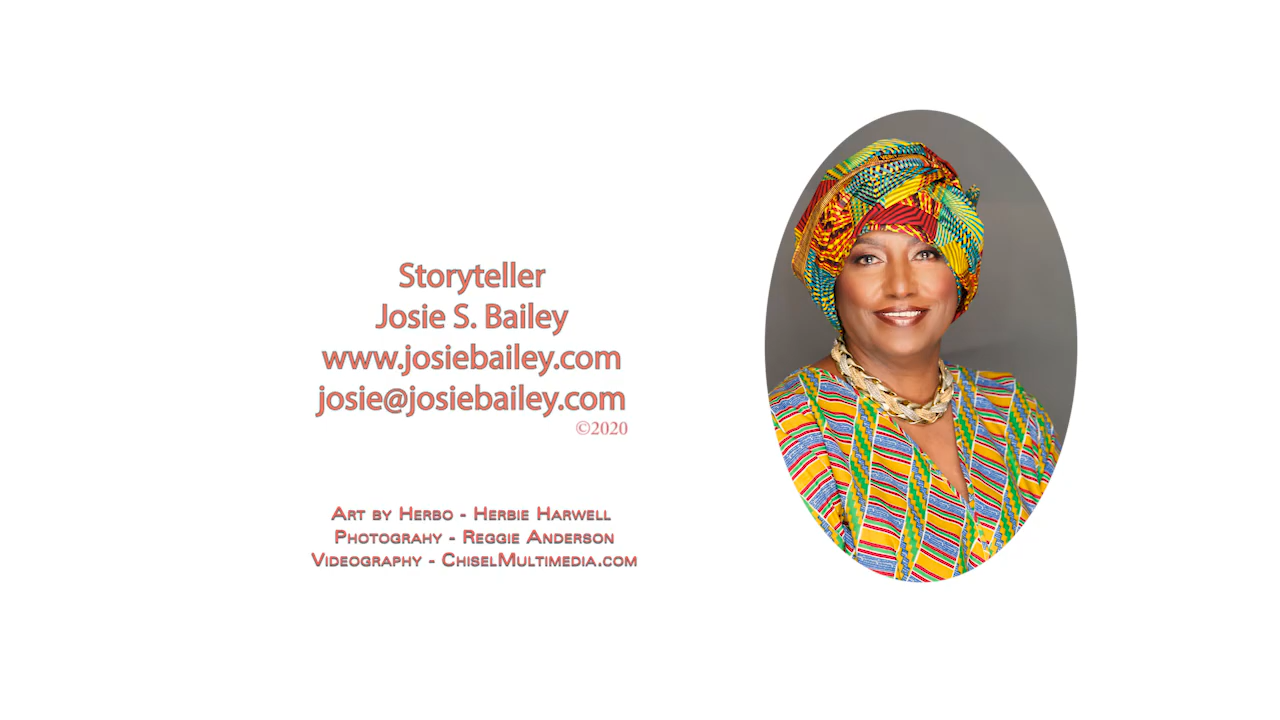 Storyteller
Josie S. Bailey
www.josiebailey.com
josie@josiebailey.com
©2020
Art by Herbo - Herbie Harwell
Photograhy - Reggie Anderson
Videography - ChiselMultimedia.com